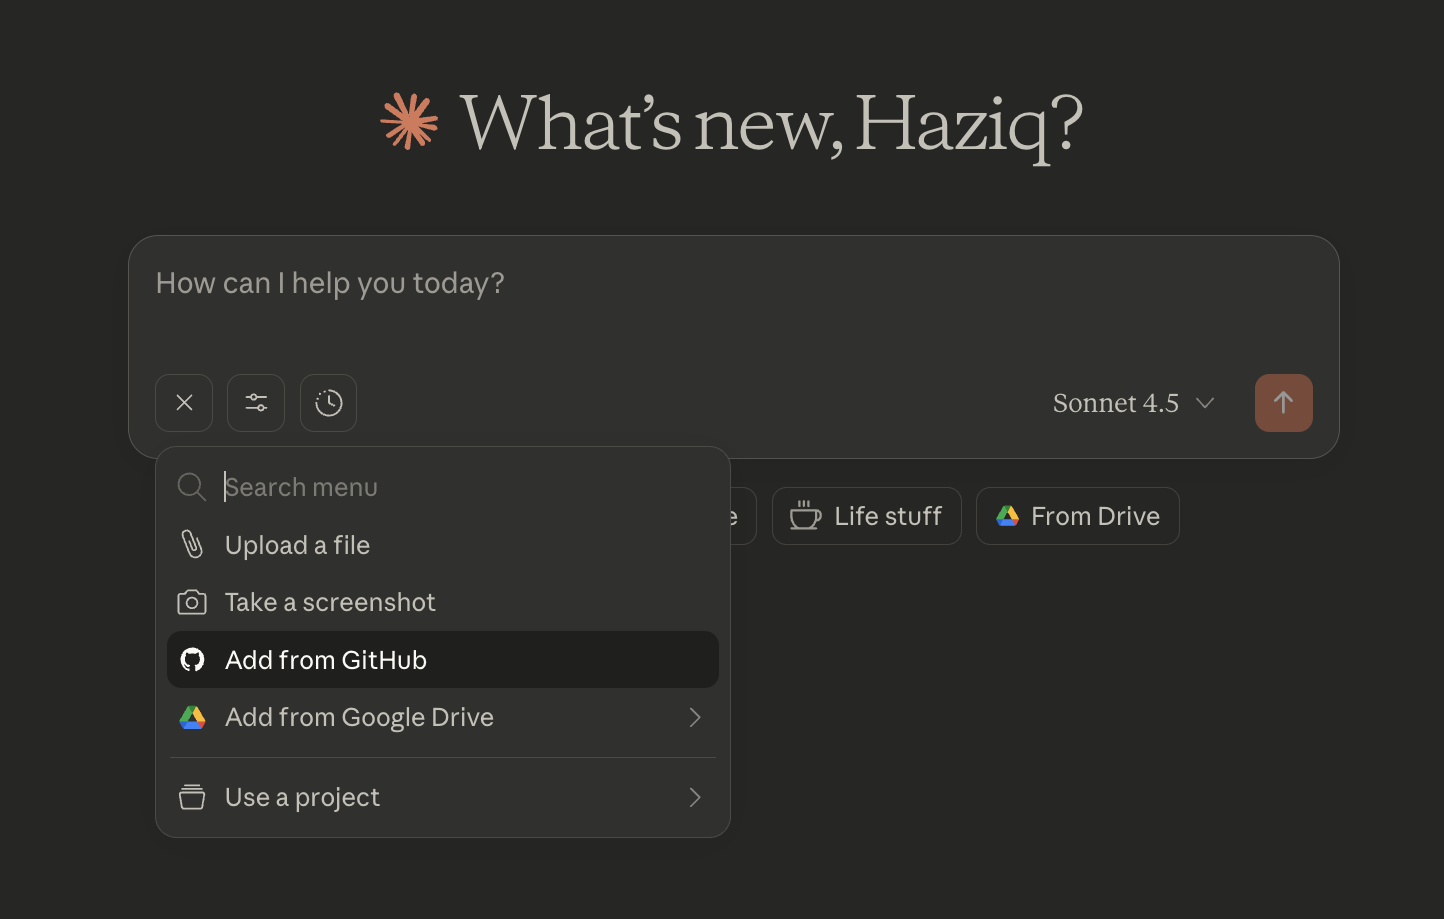 What's new, Haziq?
How can I help you today?
Sonnet 4.5
Search menu
Upload a file
Take a screenshot
Add from GitHub
Add from Google Drive
Use a project
Life stuff
From Drive